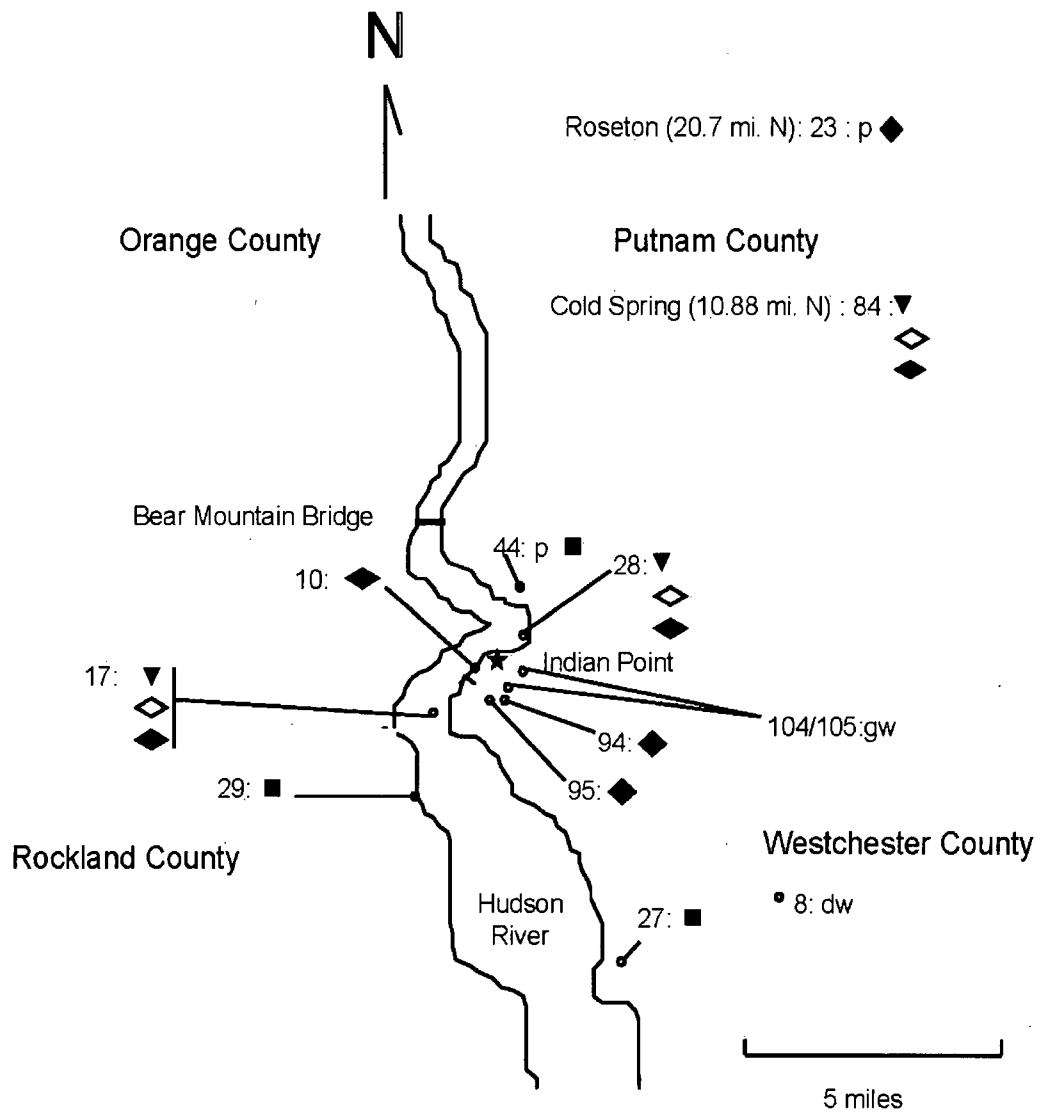 N
Roseton (20.7 mi. N): 23 : p
Orange County
Putnam County
Cold Spring (10.88 mi. N) : 84 :
Bear Mountain Bridge
44: p
28:
10:
Indian Point
17:
104/105:gw
94:
95:
29:
Westchester County
Rockland County
8: dw
Hudson
River
27:
5 miles